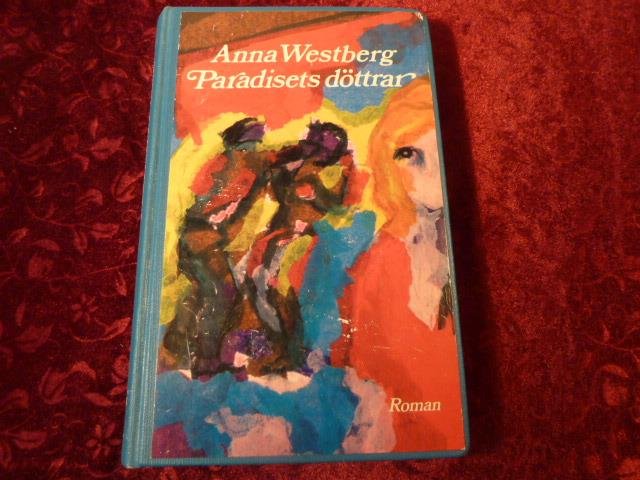 Anna Westberg
Paradisets döttrar
Roman